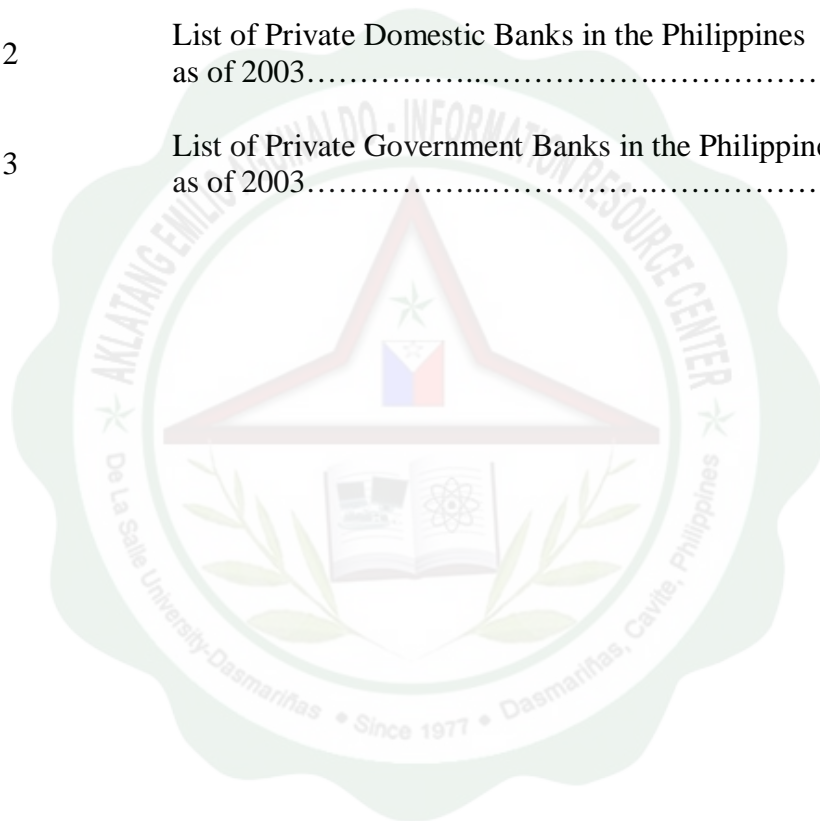 2
List of Private Domestic Banks in the Philippines
as of 2003……………...…………….……………
3
List of Private Government Banks in the Philippin
as of 2003……………...…………….……………
AKLATANG EMILIO AGUINALDO - INFORMATION RESOURCE CENTER
De La Salle University-Dasmariñas • Since 1977 • Dasmariñas, Cavite, Philippines